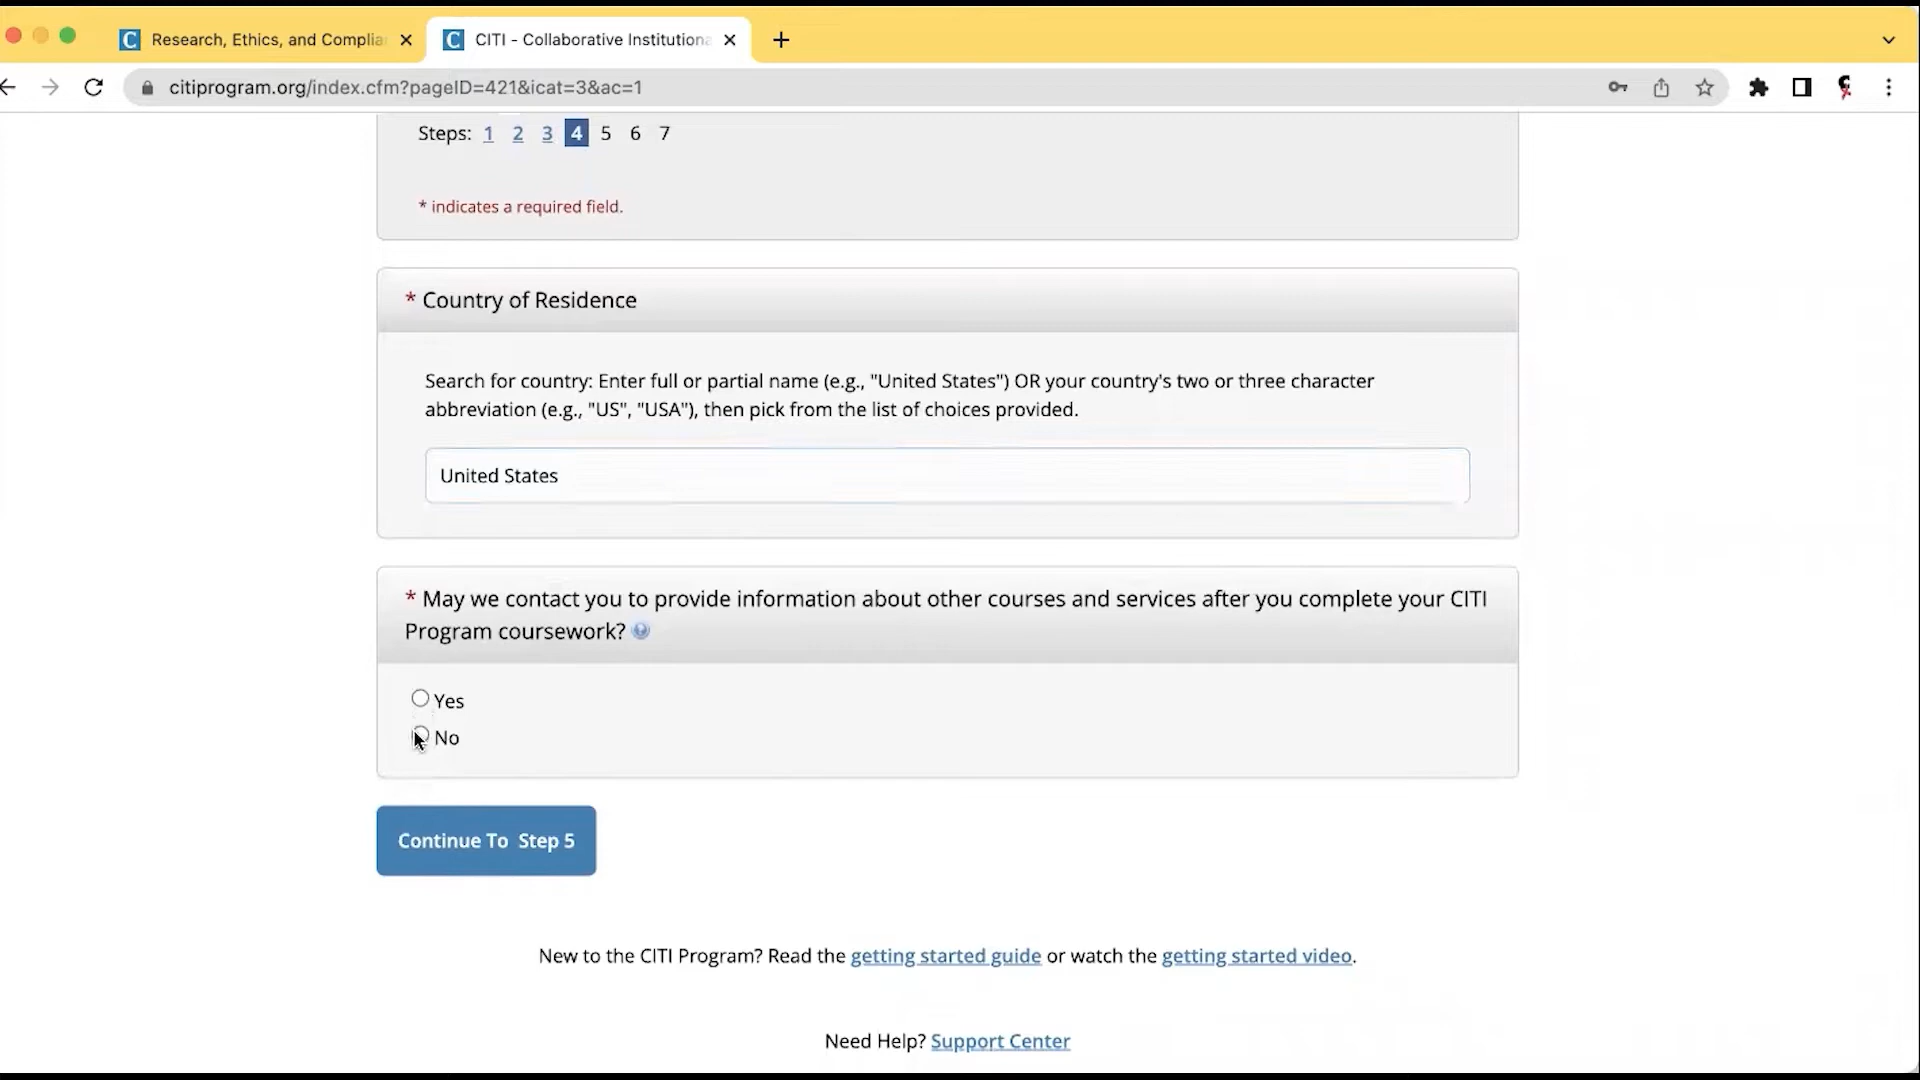 Research, Ethics, and Complia
CITI - Collaborative Institutiona
citiprogram.org/index.cfm?pageID=421&icat=3&ac=1
Steps: 1 2 3 4 5 6 7
* indicates a required field.
* Country of Residence
Search for country: Enter full or partial name (e.g., "United States") OR your country's two or three character
abbreviation (e.g., "US", "USA"), then pick from the list of choices provided.
United States
* May we contact you to provide information about other courses and services after you complete your CITI
Program coursework?
Yes
No
Continue To Step 5
New to the CITI Program? Read the getting started guide or watch the getting started video.
Need Help? Support Center